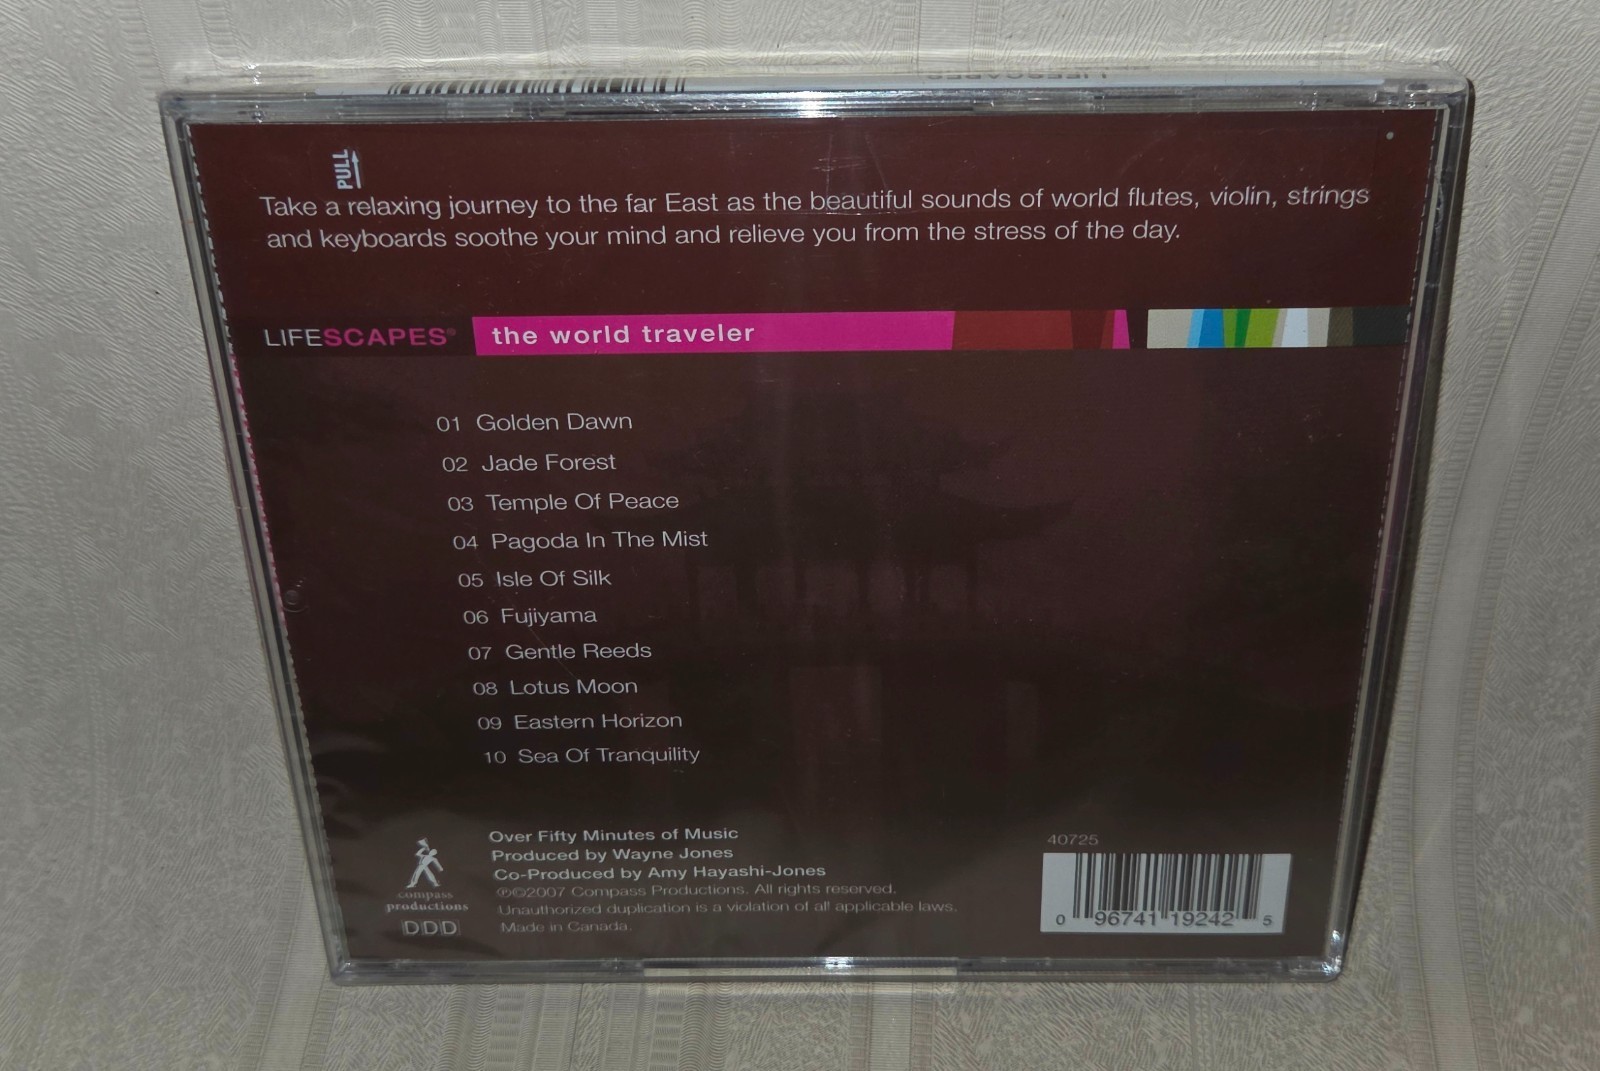 LIFESCAPES
PULL
Take a relaxing journey to the far East as the beautiful sounds of world flutes, violin, strings
and keyboards soothe your mind and relieve you from the stress of the day.
LIFESCAPES® the world traveler
01 Golden Dawn
02 Jade Forest
03 Temple Of Peace
04 Pagoda In The Mist
05 Isle Of Silk
06 Fujiyama
07 Gentle Reeds
08 Lotus Moon
09 Eastern Horizon
10 Sea Of Tranquility
Over Fifty Minutes of Music
Produced by Wayne Jones
Co-Produced by Amy Hayashi-Jones
℗©2007 Compass Productions. All rights reserved.
Unauthorized duplication is a violation of all applicable laws.
Made in Canada.
compass
productions
DDD
40725
0 96741 19242 5